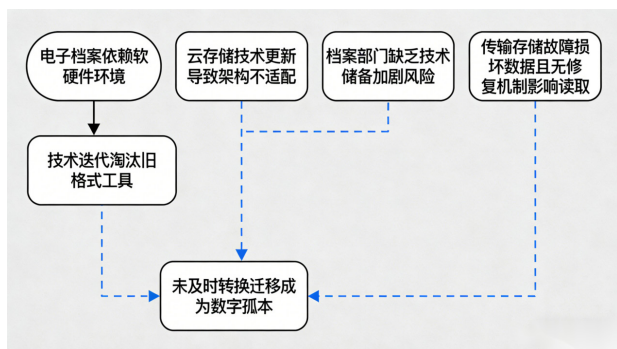 电子档案依赖软
硬件环境
云存储技术更新
导致架构不适配
档案部门缺乏技术
储备加剧风险
传输存储故障损
坏数据且无修
复机制影响读取
技术迭代淘汰旧
格式工具
未及时转换迁移成
为数字孤本